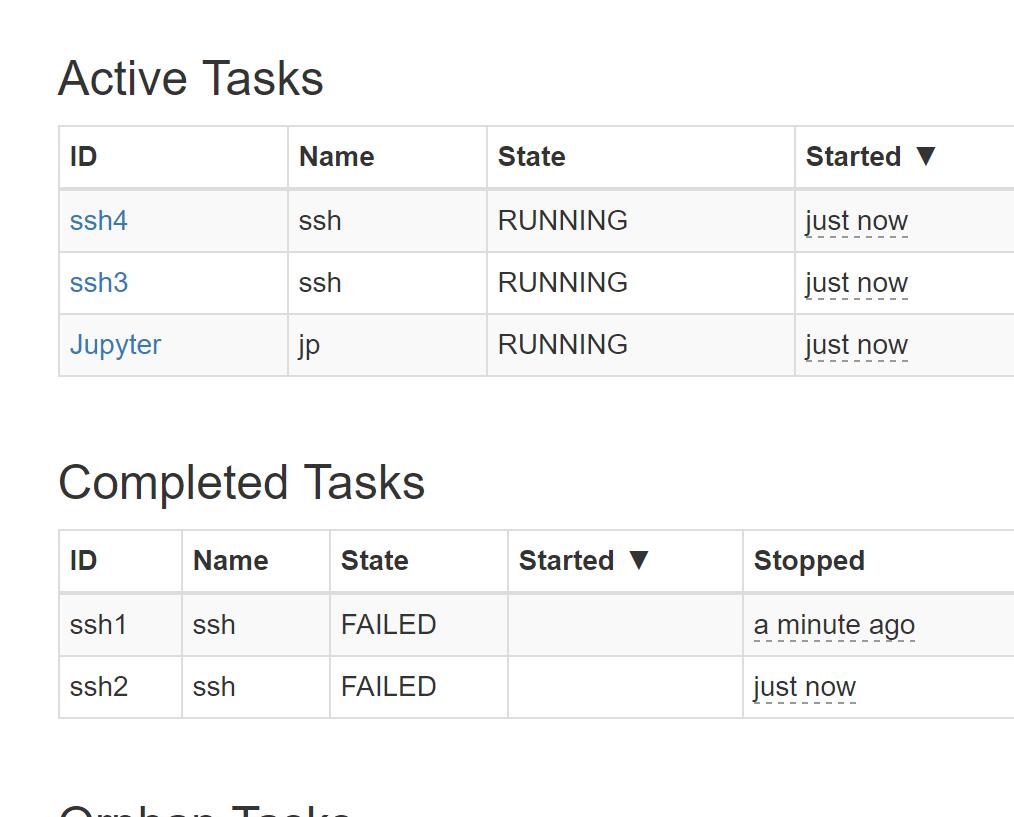 Active Tasks
ID Name State Started ▼
ssh4 ssh RUNNING just now
ssh3 ssh RUNNING just now
Jupyter jp RUNNING just now
Completed Tasks
ID Name State Started ▼ Stopped
ssh1 ssh FAILED a minute ago
ssh2 ssh FAILED just now
Orphan Tasks